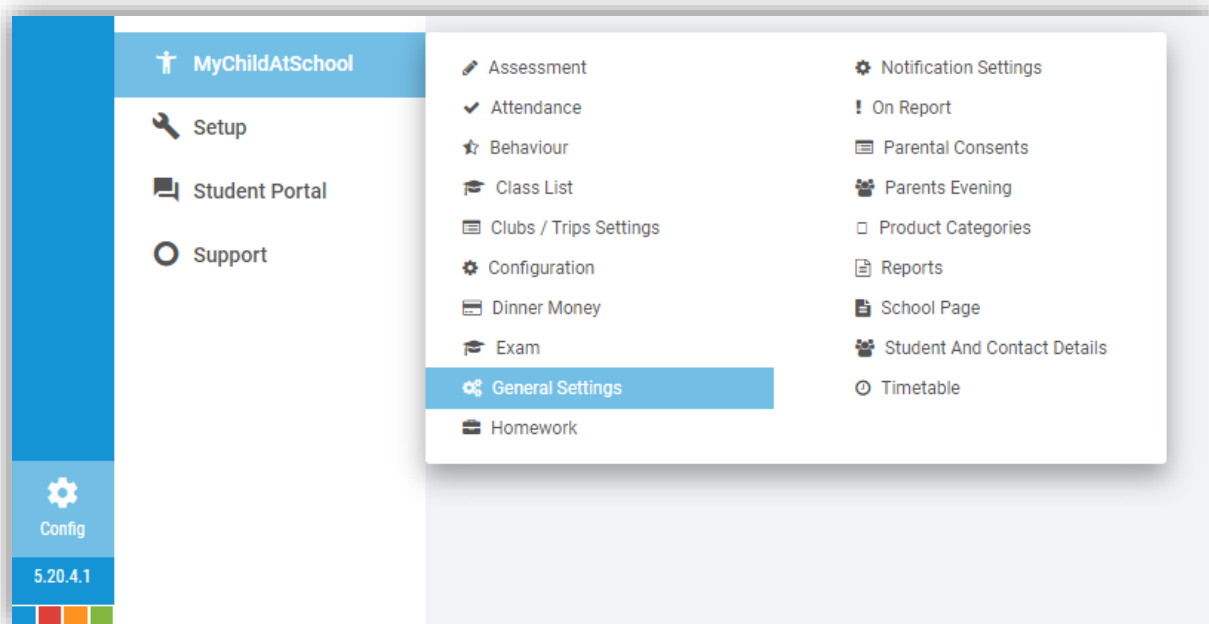 MyChildAtSchool
Setup
Student Portal
Support
Assessment
Attendance
Behaviour
Class List
Clubs / Trips Settings
Configuration
Dinner Money
Exam
General Settings
Homework
Notification Settings
On Report
Parental Consents
Parents Evening
Product Categories
Reports
School Page
Student And Contact Details
Timetable
Config
5.20.4.1